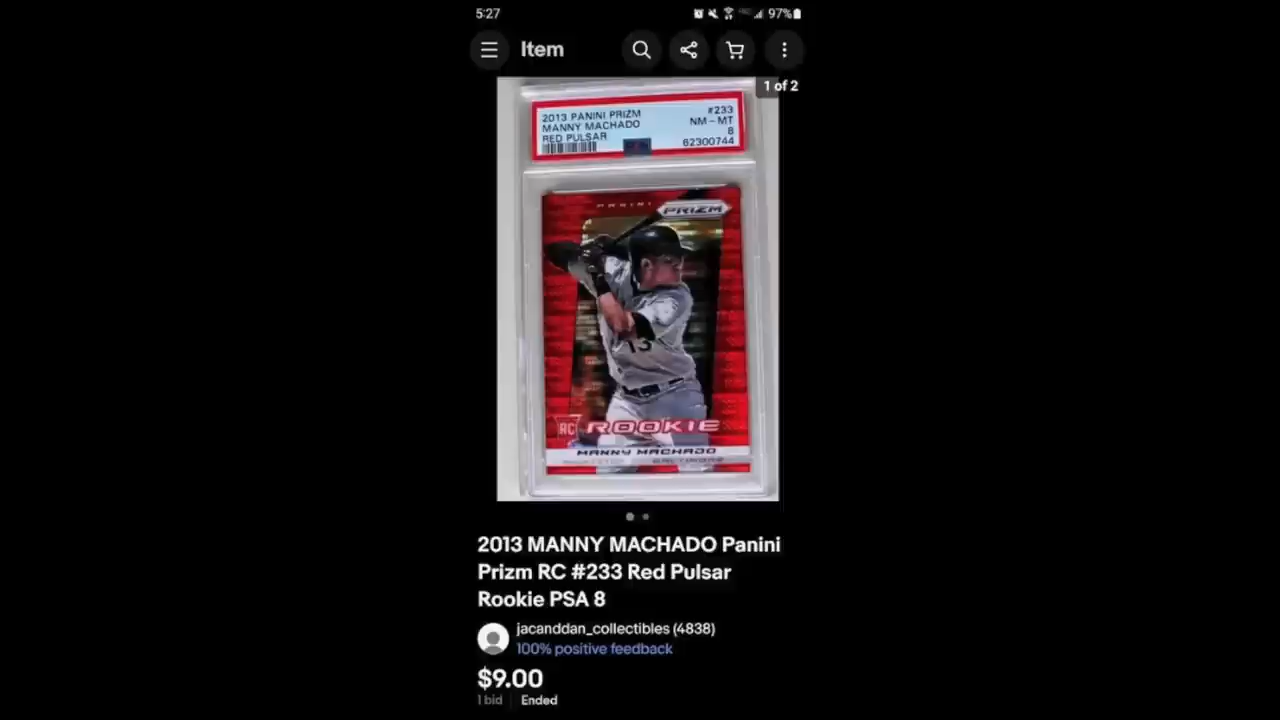 5:27
97%
Item
1 of 2
2013 PANINI PRIZM #233
MANNY MACHADO NM-MT
RED PULSAR 8
62300744
PANINI
PRIZM
13
RC ROOKIE
MANNY MACHADO
2013 MANNY MACHADO Panini
Prizm RC #233 Red Pulsar
Rookie PSA 8
jacanddan_collectibles (4838)
100% positive feedback
$9.00
1 bid Ended